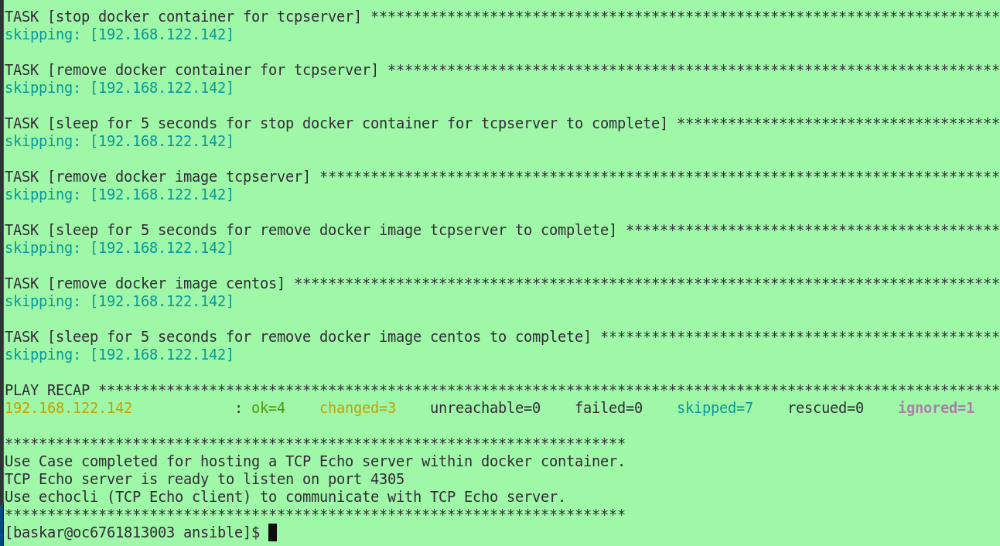 TASK [stop docker container for tcpserver] **************************************************************************
skipping: [192.168.122.142]
TASK [remove docker container for tcpserver] ************************************************************************
skipping: [192.168.122.142]
TASK [sleep for 5 seconds for stop docker container for tcpserver to complete] **************************************
skipping: [192.168.122.142]
TASK [remove docker image tcpserver] ********************************************************************************
skipping: [192.168.122.142]
TASK [sleep for 5 seconds for remove docker image tcpserver to complete] ********************************************
skipping: [192.168.122.142]
TASK [remove docker image centos] ***********************************************************************************
skipping: [192.168.122.142]
TASK [sleep for 5 seconds for remove docker image centos to complete] ***********************************************
skipping: [192.168.122.142]
PLAY RECAP **********************************************************************************************************
192.168.122.142            : ok=4    changed=3    unreachable=0    failed=0    skipped=7    rescued=0    ignored=1
*************************************************************************
Use Case completed for hosting a TCP Echo server within docker container.
TCP Echo server is ready to listen on port 4305
Use echocli (TCP Echo client) to communicate with TCP Echo server.
*************************************************************************
[baskar@oc6761813003 ansible]$